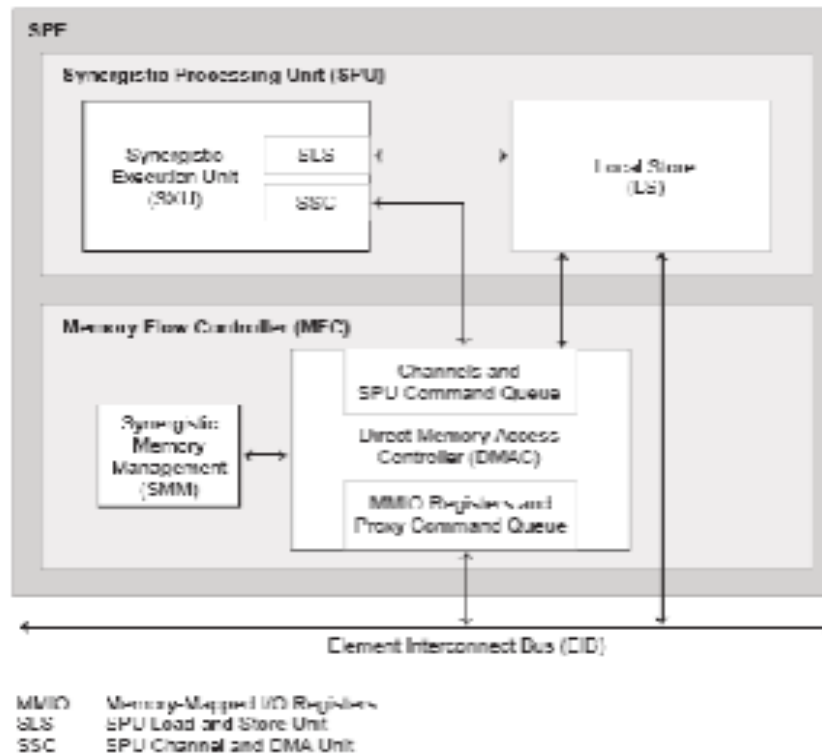 SPE
Synergistic Processing Unit (SPU)
Synergistic
Execution Unit
(SXU)
SLS
SSC
Local Store
(LS)
Memory Flow Controller (MFC)
Channels and
SPU Command Queue
Synergistic
Memory
Management
(SMM)
Direct Memory Access
Controller (DMAC)
MMIO Registers and
Proxy Command Queue
Element Interconnect Bus (EIB)
MMIO Memory-Mapped I/O Registers
SLS SPU Load and Store Unit
SSC SPU Channel and DMA Unit